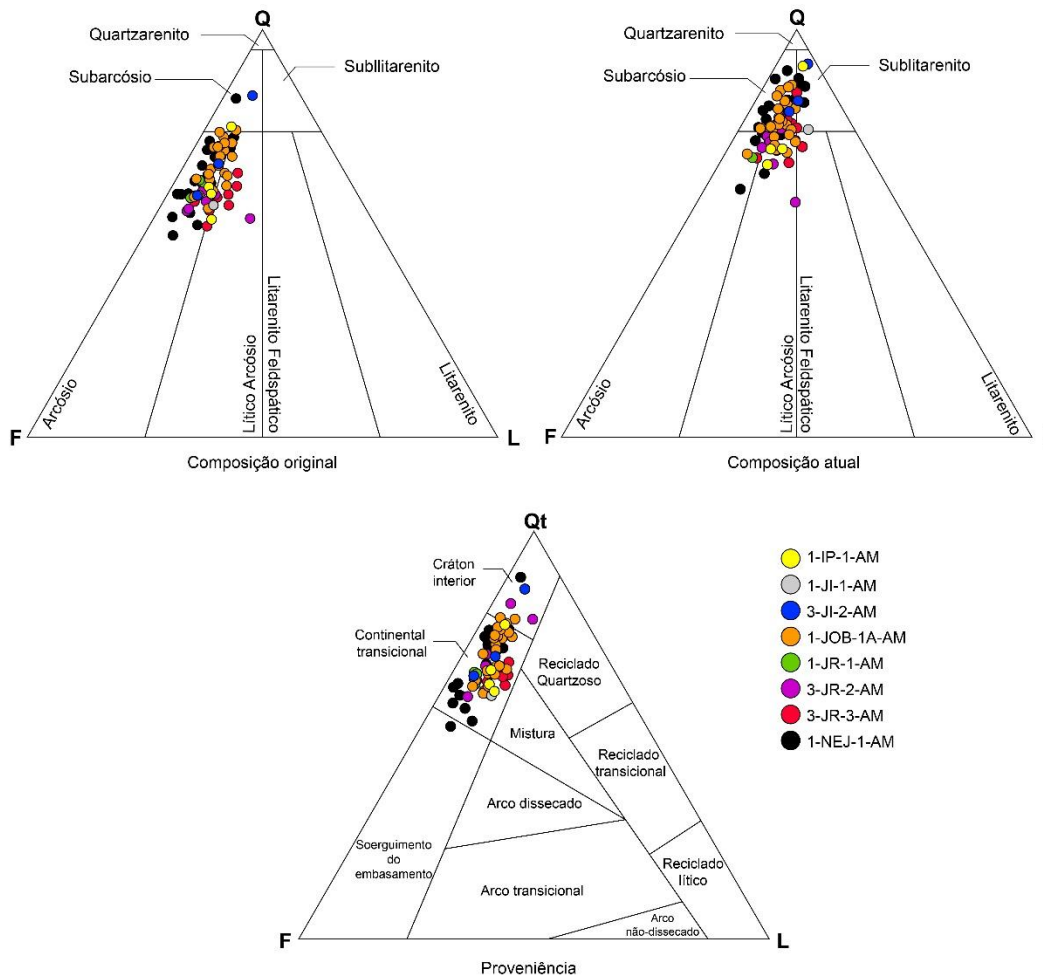 Q
Quartzarenito
Subarcósio
Subllitarenito
Arcósio
Lítico Arcósio
Litarenito Feldspático
Litarenito
F
L
Composição original
Q
Quartzarenito
Subarcósio
Sublitarenito
Arcósio
Lítico Arcósio
Litarenito Feldspático
Litarenito
F
L
Composição atual
Qt
Cráton
interior
Continental
transicional
Reciclado
Quartzoso
Mistura
Reciclado
transicional
Arco dissecado
Soerguimento
do
embasamento
Arco transicional
Reciclado
lítico
Arco
não-dissecado
F
L
Proveniência
1-IP-1-AM
1-JI-1-AM
3-JI-2-AM
1-JOB-1A-AM
1-JR-1-AM
3-JR-2-AM
3-JR-3-AM
1-NEJ-1-AM